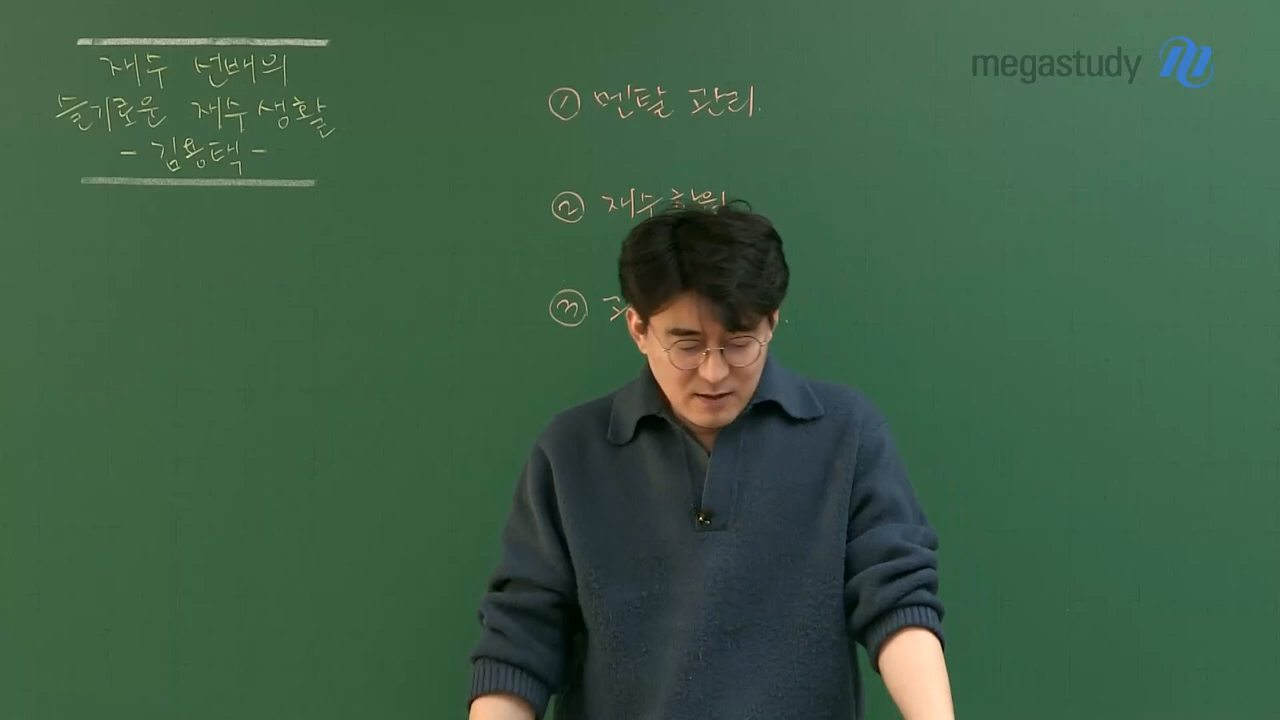 재수 선배의
슬기로운 재수생활
- 김용택 -
① 멘탈 관리.
② 재수학원
③
megastudy